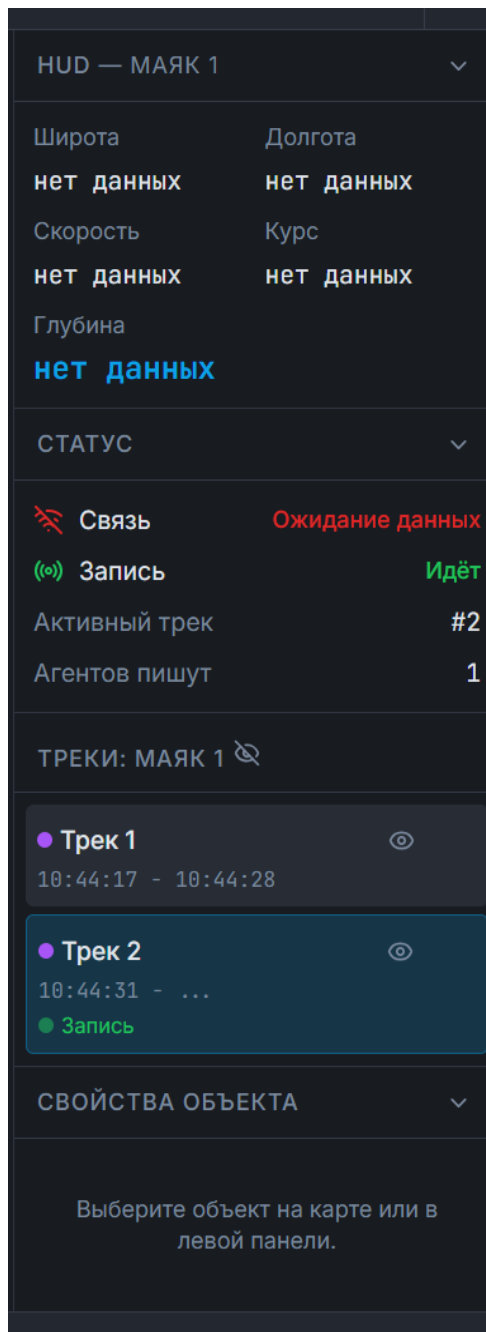 HUD — МАЯК 1
Широта Долгота
нет данных нет данных
Скорость Курс
нет данных нет данных
Глубина
нет данных
СТАТУС
Связь Ожидание данных
Запись Идёт
Активный трек #2
Агентов пишут 1
ТРЕКИ: МАЯК 1
Трек 1
10:44:17 - 10:44:28
Трек 2
10:44:31 - ...
Запись
СВОЙСТВА ОБЪЕКТА
Выберите объект на карте или в
левой панели.